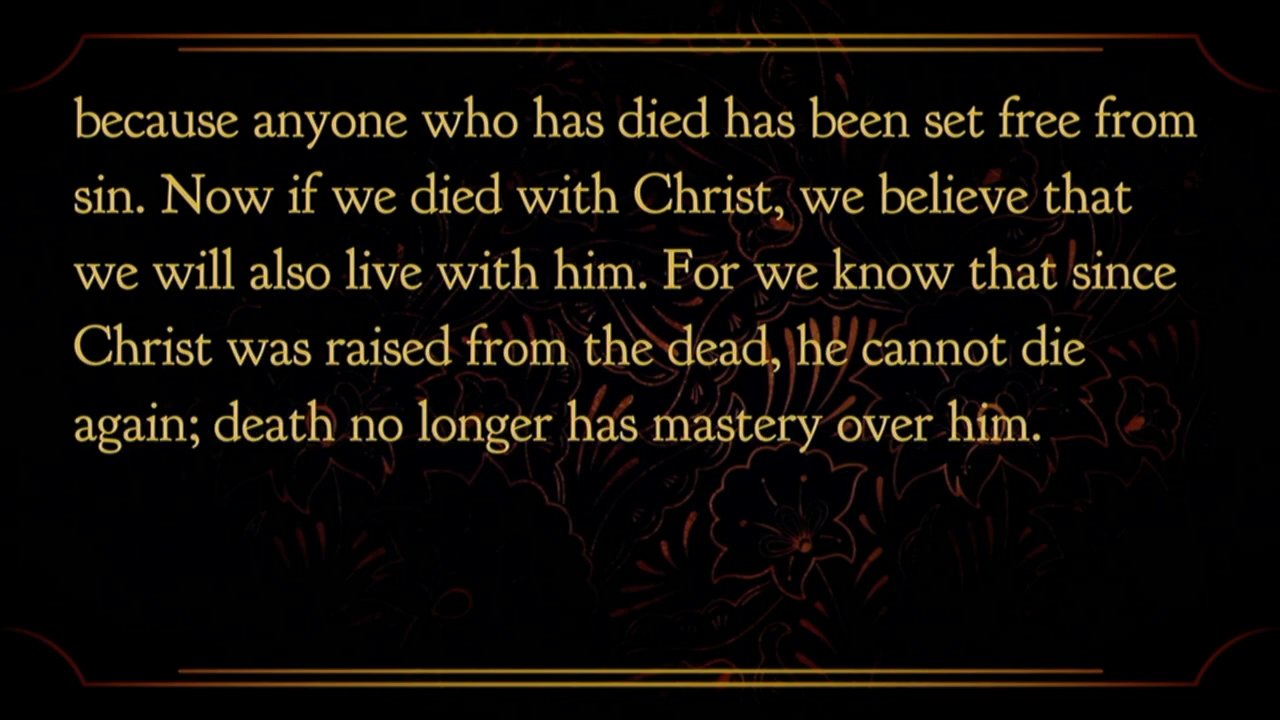 because anyone who has died has been set free from
sin. Now if we died with Christ, we believe that
we will also live with him. For we know that since
Christ was raised from the dead, he cannot die
again; death no longer has mastery over him.